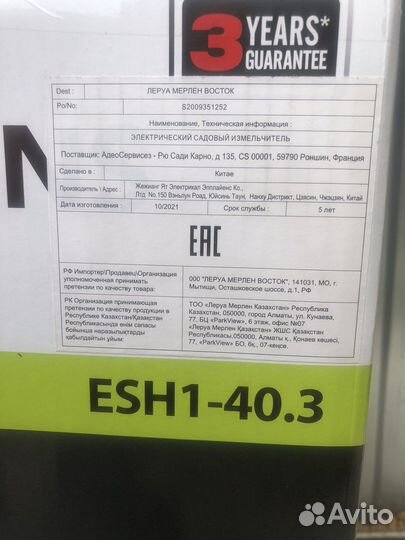 3 YEARS*
GUARANTEE
Dest : ЛЕРУА МЕРЛЕН ВОСТОК
Po/No: S2009351252
Наименование, Техническая информация :
ЭЛЕКТРИЧЕСКИЙ САДОВЫЙ ИЗМЕЛЬЧИТЕЛЬ
Поставщик: АдеоСервисез - Рю Сади Карно, д 135, CS 00001, 59790 Роншин, Франция
Сделано в : Китае
Производитель \ Адрес : Жежианг Ят Электрикал Эпплайенс Ко.,
Лтд. No.150 Вэньлун Роад, Юйсинь Таун, Нанху Дистрикт, Цзясин, Чжэцзян, Китай
Дата изготовления : 10/2021 Срок службы : 5 лет
EAC
РФ Импортер\Продавец\Организация
уполномоченная принимать
претензии по качеству товара:
ООО "ЛЕРУА МЕРЛЕН ВОСТОК", 141031, МО, г.
Мытищи, Осташковское шоссе, д.1, РФ
РК Организация принимающая
претензии по качеству продукции в
Республике Казахстан/Қазақстан
Республикасында өнім сапасы
бойынша наразылықтарды
қабылдайтын ұйым:
ТОО «Леруа Мерлен Казахстан» Республика
Казахстан, 050000, город Алматы, ул. Кунаева,
77, БЦ «ParkView», 6 этаж, офис №07
«Леруа Мерлен Казахстан» ЖШС Қазақстан
Республикасы,050000, Алматы қ., Қонаев көшесі,
77, «ParkView» БО, 6қ., 07-кеңсе.
N
ESH1-40.3
Avito